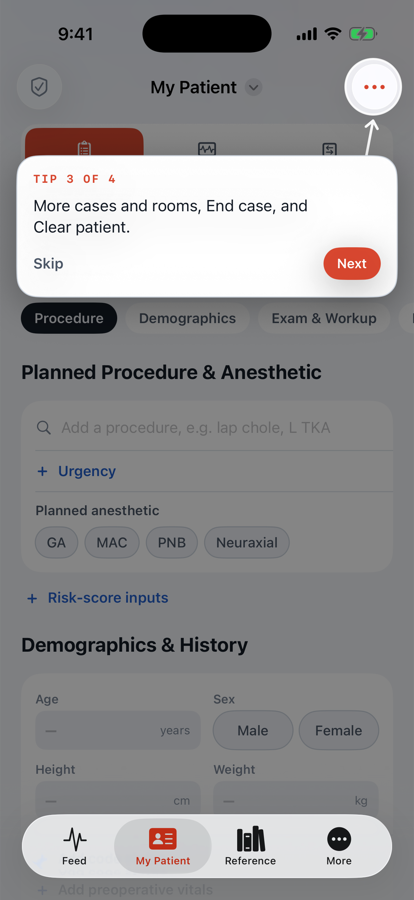 9:41
My Patient
TIP 3 OF 4
More cases and rooms, End case, and
Clear patient.
Skip
Next
Procedure
Demographics
Exam & Workup
Planned Procedure & Anesthetic
Add a procedure, e.g. lap chole, L TKA
+ Urgency
Planned anesthetic
GA
MAC
PNB
Neuraxial
+ Risk-score inputs
Demographics & History
Age
Sex
— years
Male
Female
Height
Weight
— cm
— kg
Feed
My Patient
Reference
More
+ Add preoperative vitals